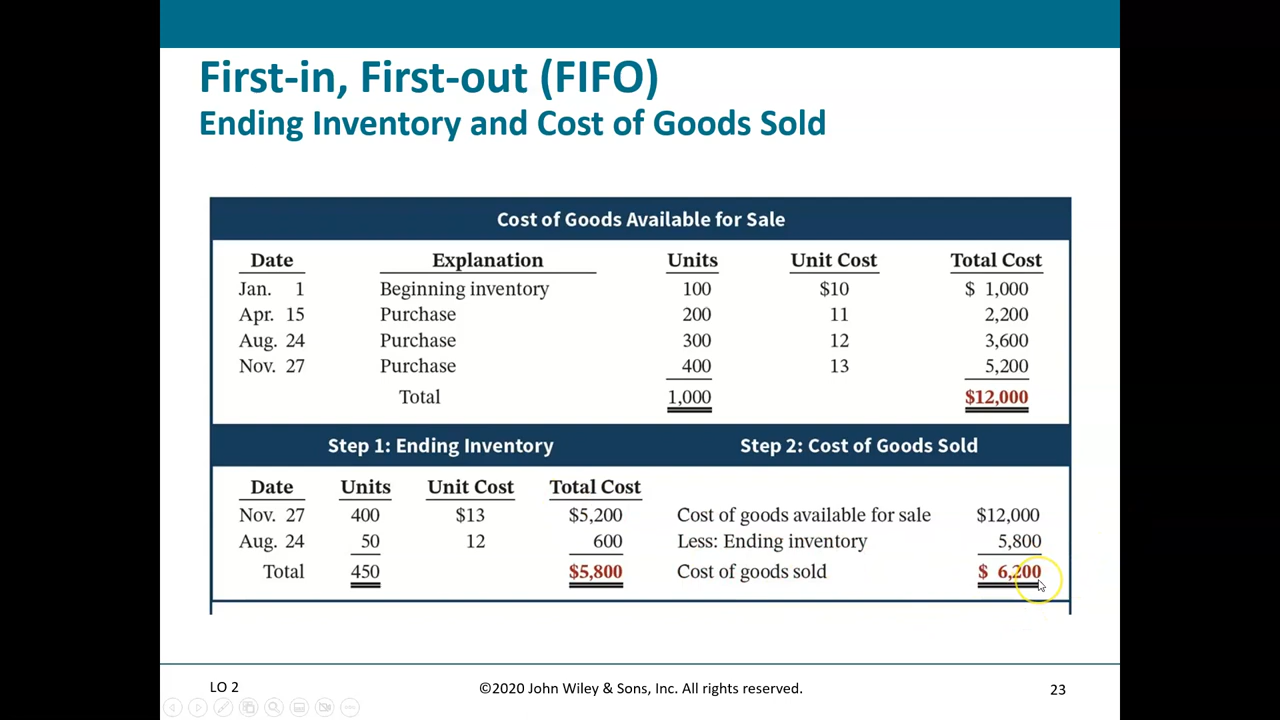 First-in, First-out (FIFO)
Ending Inventory and Cost of Goods Sold
Cost of Goods Available for Sale
Date Explanation Units Unit Cost Total Cost
Jan. 1 Beginning inventory 100 $10 $ 1,000
Apr. 15 Purchase 200 11 2,200
Aug. 24 Purchase 300 12 3,600
Nov. 27 Purchase 400 13 5,200
Total 1,000 $12,000
Step 1: Ending Inventory Step 2: Cost of Goods Sold
Date Units Unit Cost Total Cost
Nov. 27 400 $13 $5,200 Cost of goods available for sale $12,000
Aug. 24 50 12 600 Less: Ending inventory 5,800
Total 450 $5,800 Cost of goods sold $ 6,200
LO 2 ©2020 John Wiley & Sons, Inc. All rights reserved. 23